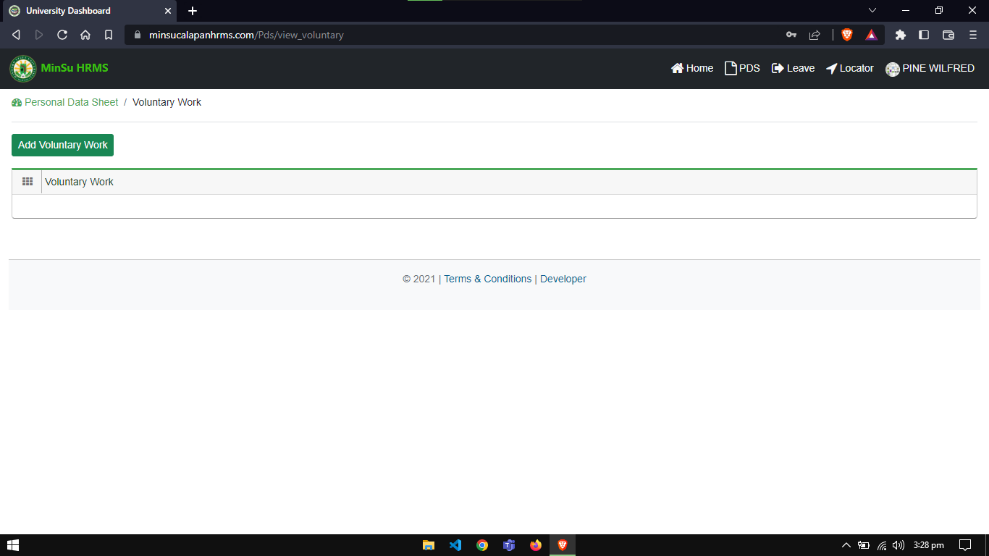 University Dashboard
minsucalapanhrms.com/Pds/view_voluntary
MinSu HRMS
Home PDS Leave Locator PINE WILFRED
Personal Data Sheet / Voluntary Work
Add Voluntary Work
Voluntary Work
© 2021 | Terms & Conditions | Developer
3:28 pm